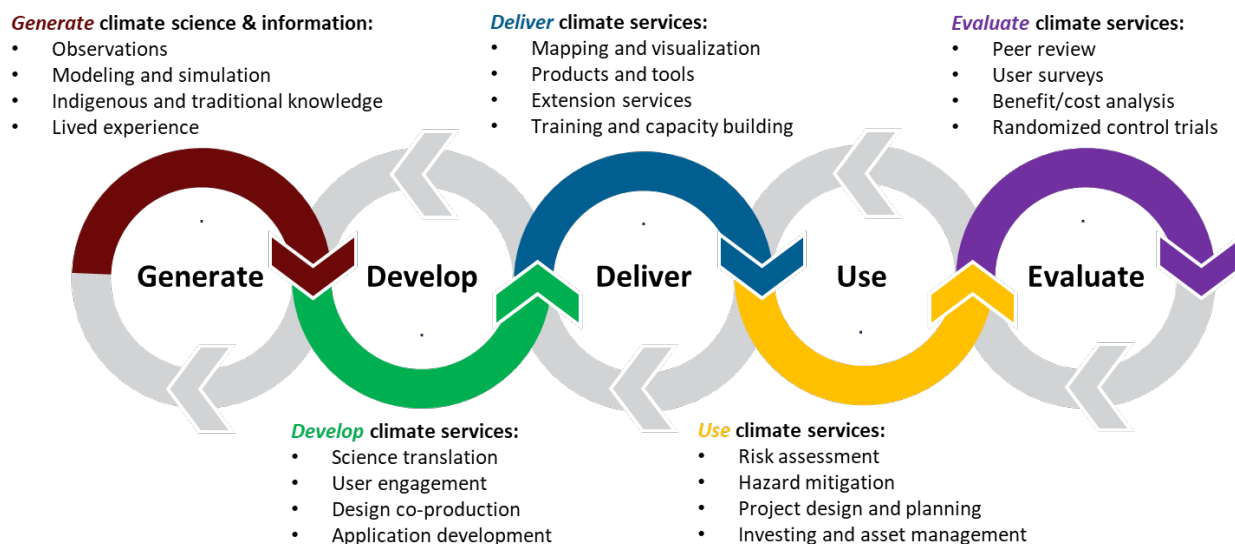 Generate climate science & information:
• Observations
• Modeling and simulation
• Indigenous and traditional knowledge
• Lived experience
Deliver climate services:
• Mapping and visualization
• Products and tools
• Extension services
• Training and capacity building
Evaluate climate services:
• Peer review
• User surveys
• Benefit/cost analysis
• Randomized control trials
Generate
Develop
Deliver
Use
Evaluate
Develop climate services:
• Science translation
• User engagement
• Design co-production
• Application development
Use climate services:
• Risk assessment
• Hazard mitigation
• Project design and planning
• Investing and asset management